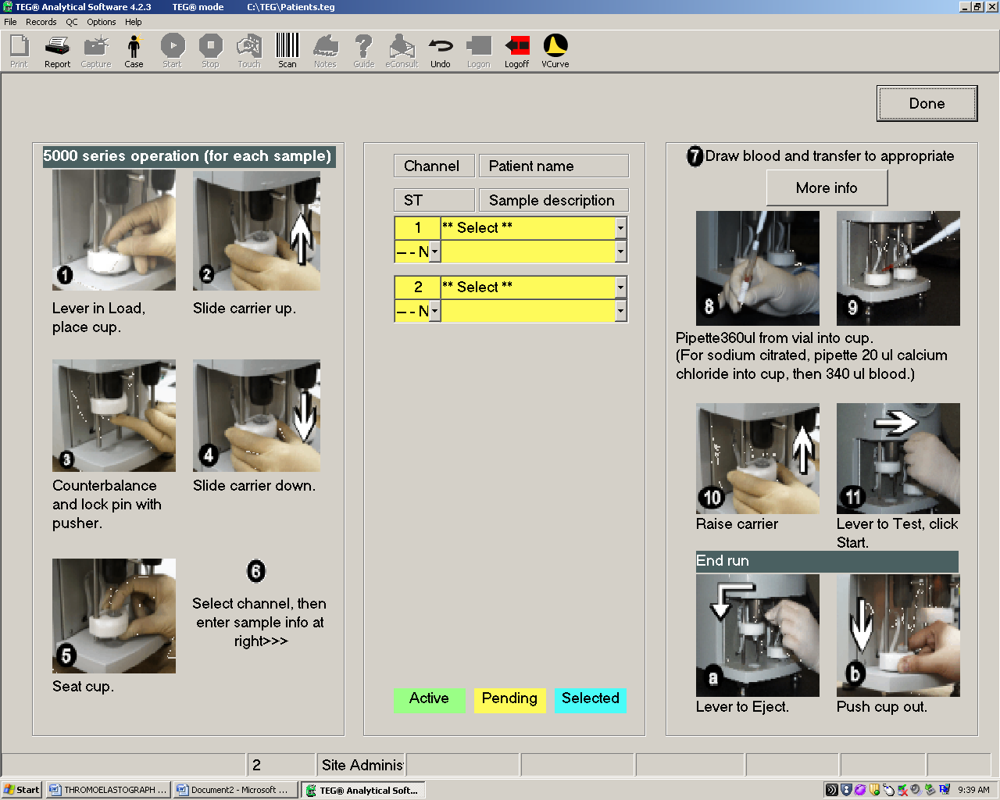 TEG® Analytical Software 4.2.3 TEG® mode C:\TEG\Patients.teg
File Records QC Options Help
Print Report Capture Case Start Stop Touch Scan Notes Guide eConsult Undo Logon Logoff VCurve
Done
5000 series operation (for each sample)
1
2
Lever in Load,
place cup.
Slide carrier up.
3
4
Counterbalance
and lock pin with
pusher.
Slide carrier down.
5
Seat cup.
6
Select channel, then
enter sample info at
right>>>
Channel Patient name
ST Sample description
1 ** Select **
-- - N
2 ** Select **
-- - N
Active Pending Selected
7 Draw blood and transfer to appropriate
More info
8
9
Pipette360ul from vial into cup.
(For sodium citrated, pipette 20 ul calcium
chloride into cup, then 340 ul blood.)
10
11
Raise carrier
Lever to Test, click
Start.
End run
a
b
Lever to Eject.
Push cup out.
2 Site Adminis
Start THROMOELASTOGRAPH ... Document2 - Microsoft ... TEG® Analytical Soft... 9:39 AM